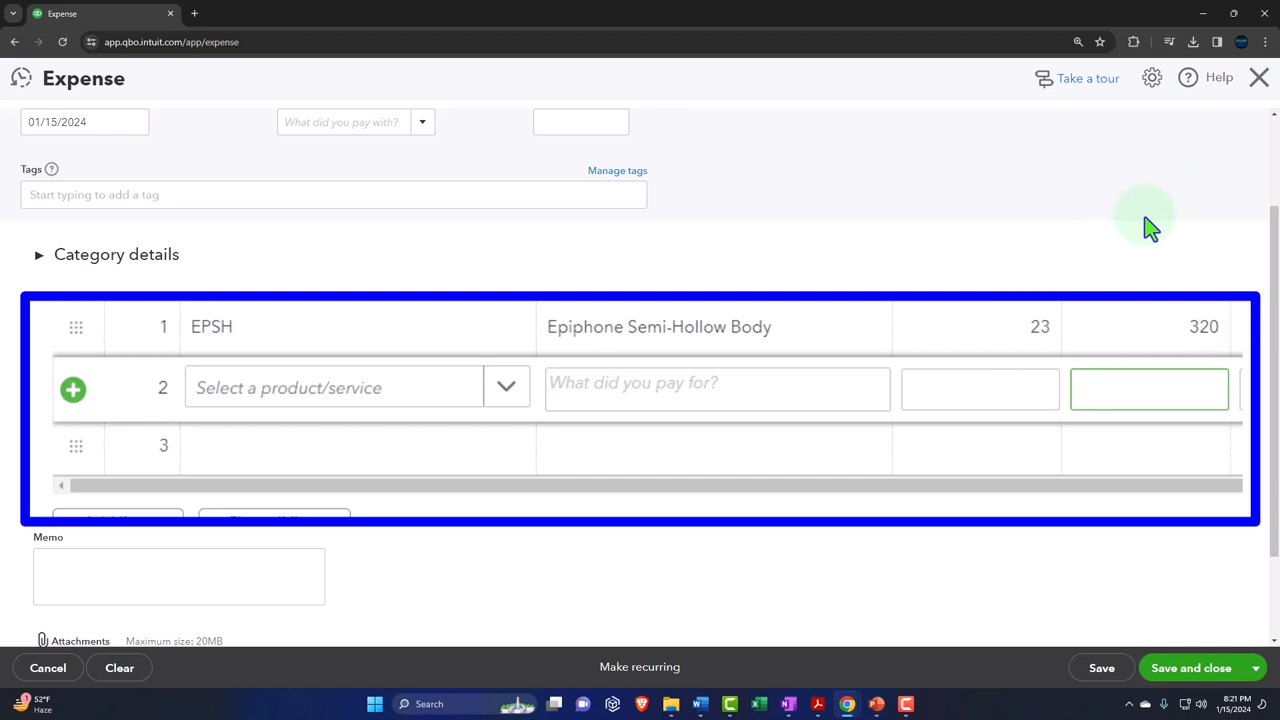 Expense
app.qbo.intuit.com/app/expense
Expense
Take a tour
Help
01/15/2024
What did you pay with?
Tags
Manage tags
Start typing to add a tag
Category details
1 EPSH Epiphone Semi-Hollow Body 23 320
2 Select a product/service What did you pay for?
3
Memo
Attachments Maximum size: 20MB
Cancel Clear Make recurring Save Save and close
1 52°F
Haze
Search
8:21 PM
1/15/2024